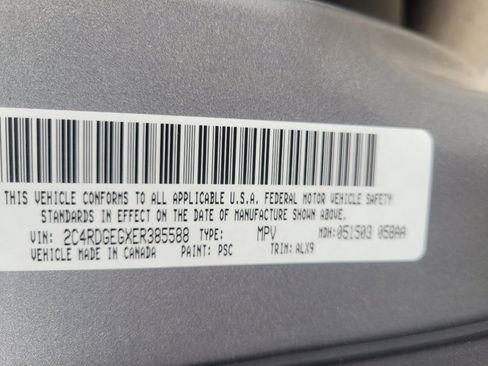 THIS VEHICLE CONFORMS TO ALL APPLICABLE U.S.A. FEDERAL MOTOR VEHICLE SAFETY
STANDARDS IN EFFECT ON THE DATE OF MANUFACTURE SHOWN ABOVE.
VIN: 2C4RDGEGXER385588 TYPE: MPV MDH: 051503 058AA
VEHICLE MADE IN CANADA PAINT: PSC TRIM: ALX9